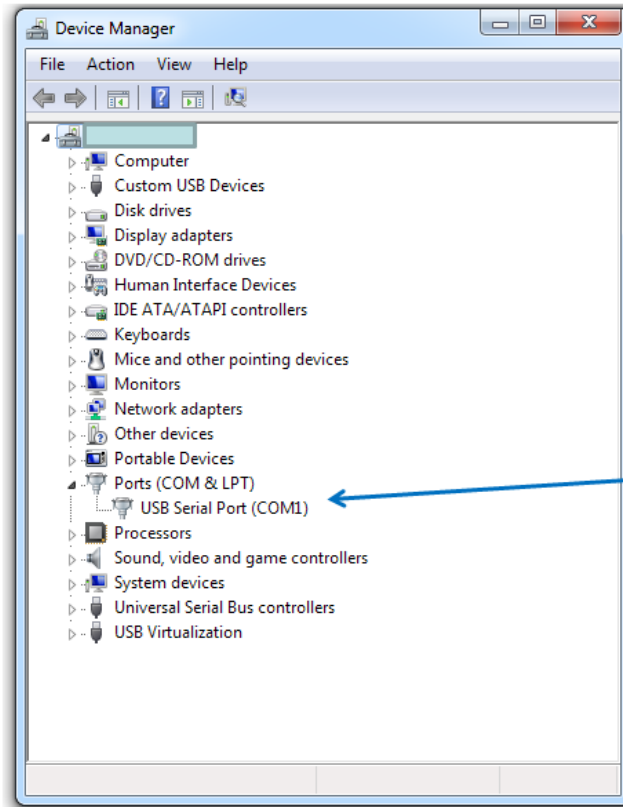 Device Manager
File Action View Help
Computer
Custom USB Devices
Disk drives
Display adapters
DVD/CD-ROM drives
Human Interface Devices
IDE ATA/ATAPI controllers
Keyboards
Mice and other pointing devices
Monitors
Network adapters
Other devices
Portable Devices
Ports (COM & LPT)
USB Serial Port (COM1)
Processors
Sound, video and game controllers
System devices
Universal Serial Bus controllers
USB Virtualization